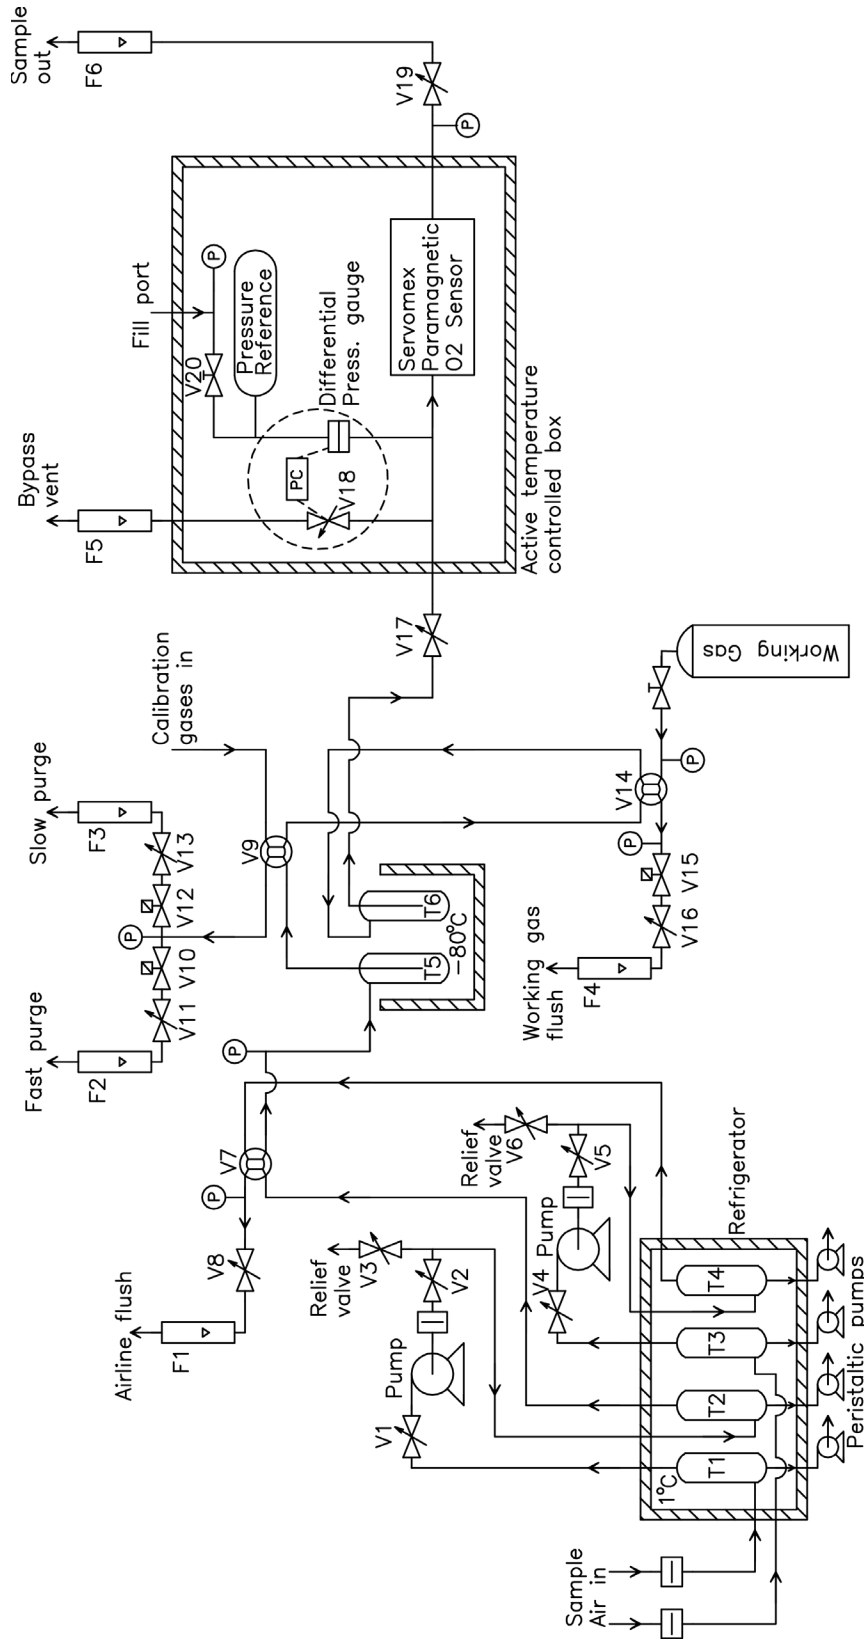 Sample
out
F6
V19
P
Fill port
P
V20
Pressure
Reference
Differential
Press. gauge
PC
V18
Servomex
Paramagnetic
O2 Sensor
Bypass
vent
F5
Active temperature
controlled box
V17
Calibration
gases in
Slow purge
F3
V13
V12
P
V10
V11
Fast purge
F2
V9
T6
T5
-80°C
V14
P
P
V15
V16
Working Gas
Working gas
flush
F4
P
V7
P
V8
Airline flush
F1
Relief
valve
V6
V5
Pump
V4
Relief
valve
V3
V2
Pump
V1
Refrigerator
T4
T3
T2
T1
1°C
Peristaltic pumps
Sample
Air in